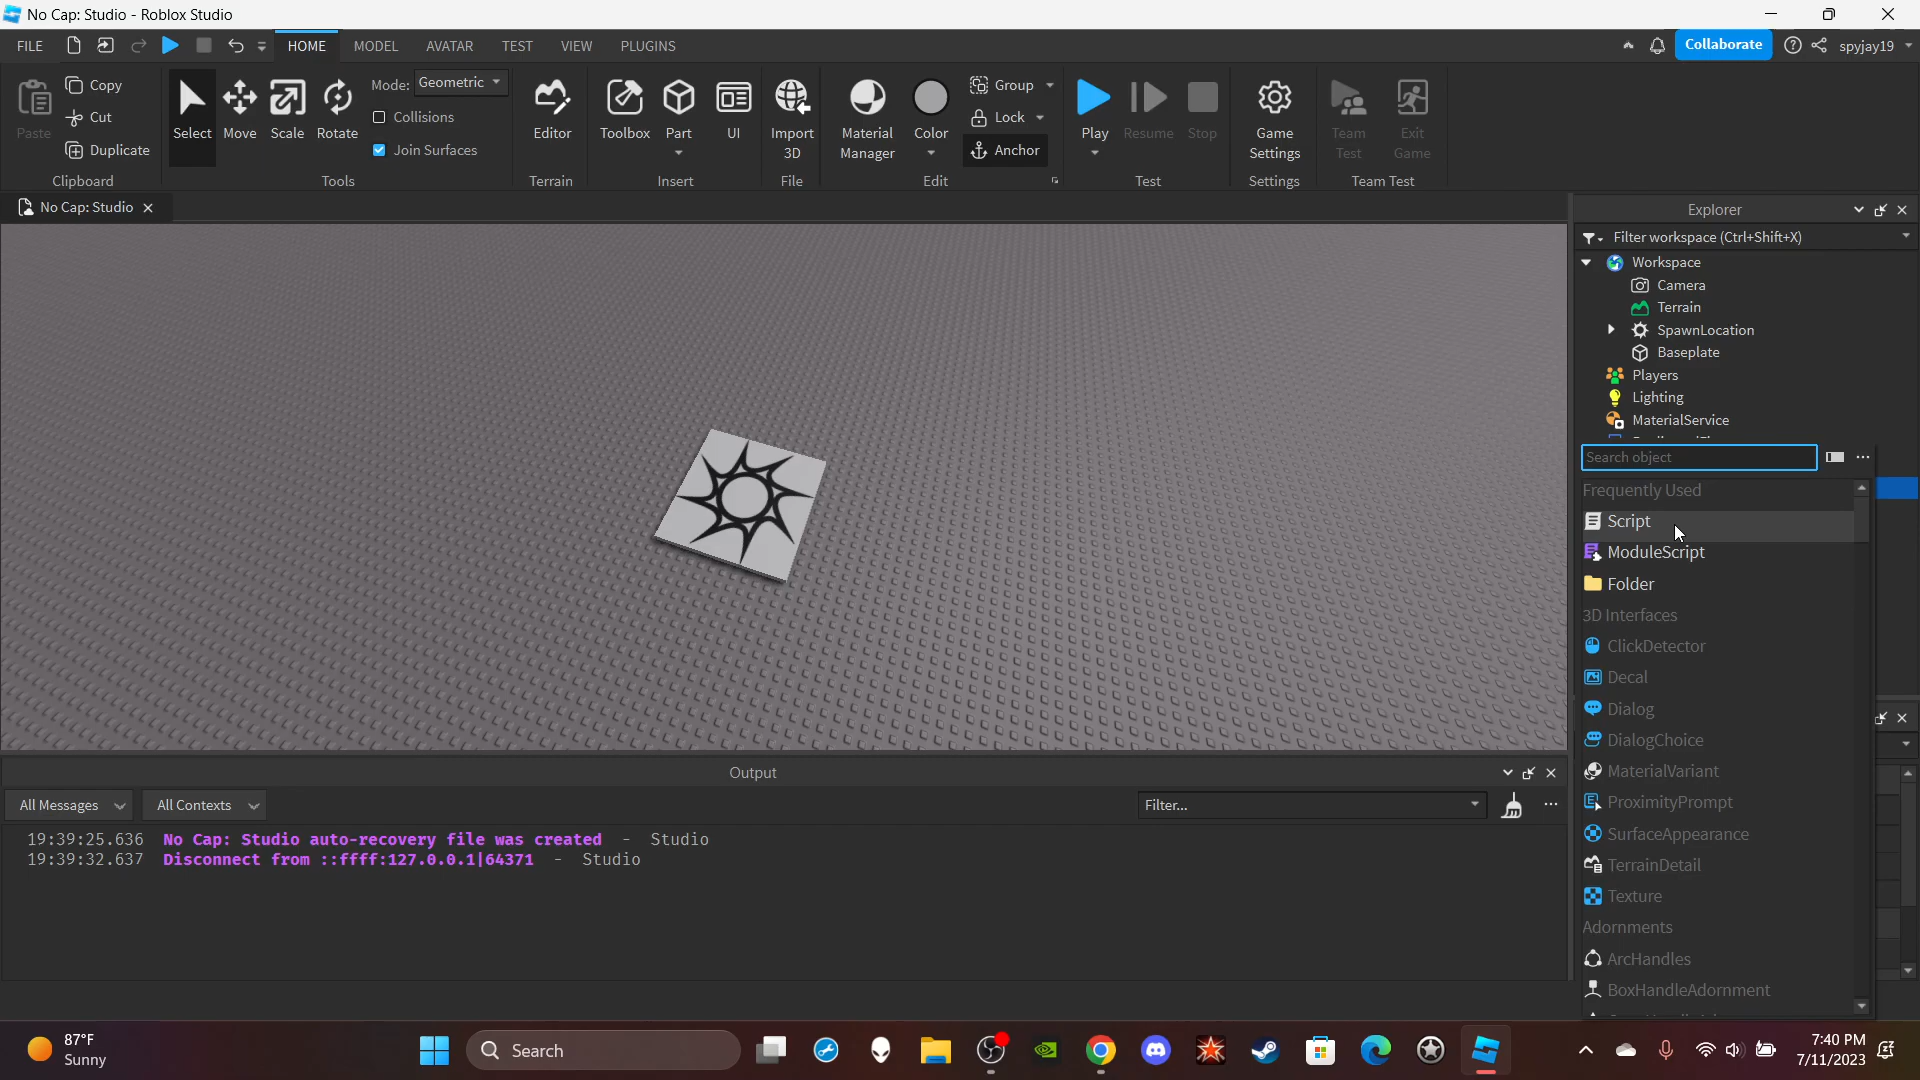 No Cap: Studio - Roblox Studio
FILE HOME MODEL AVATAR TEST VIEW PLUGINS Collaborate spyjay19
Paste Copy Cut Duplicate
Clipboard
Select Move Scale Rotate
Mode: Geometric
Collisions
Join Surfaces
Tools
Editor
Terrain
Toolbox Part UI
Insert
Import 3D
File
Material Manager Color
Group
Lock
Anchor
Edit
Play Resume Stop
Test
Game Settings
Settings
Team Test Exit Game
Team Test
No Cap: Studio
Explorer
Filter workspace (Ctrl+Shift+X)
Workspace
Camera
Terrain
SpawnLocation
Baseplate
Players
Lighting
MaterialService
Search object
Frequently Used
Script
ModuleScript
Folder
3D Interfaces
ClickDetector
Decal
Dialog
DialogChoice
MaterialVariant
ProximityPrompt
SurfaceAppearance
TerrainDetail
Texture
Adornments
ArcHandles
BoxHandleAdornment
Output
All Messages All Contexts Filter...
19:39:25.636 No Cap: Studio auto-recovery file was created - Studio
19:39:32.637 Disconnect from ::ffff:127.0.0.1|64371 - Studio
87°F
Sunny
Search
7:40 PM
7/11/2023